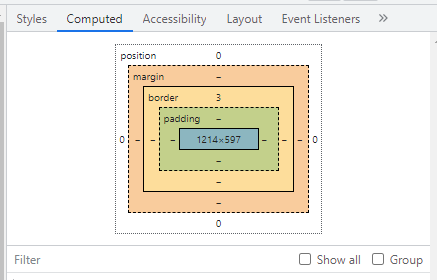 Styles Computed Accessibility Layout Event Listeners »
position 0
margin –
border 3
padding –
0 – – – 1214×597 – – – 0
–
–
–
0
Filter Show all Group